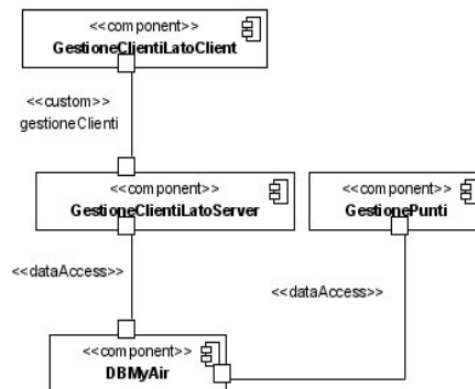 <<component>>
GestioneClientiLatoClient
<<custom>>
gestioneClienti
<<component>>
GestioneClientiLatoServer
<<component>>
GestionePunti
<<dataAccess>>
<<dataAccess>>
<<component>>
DBMyAir